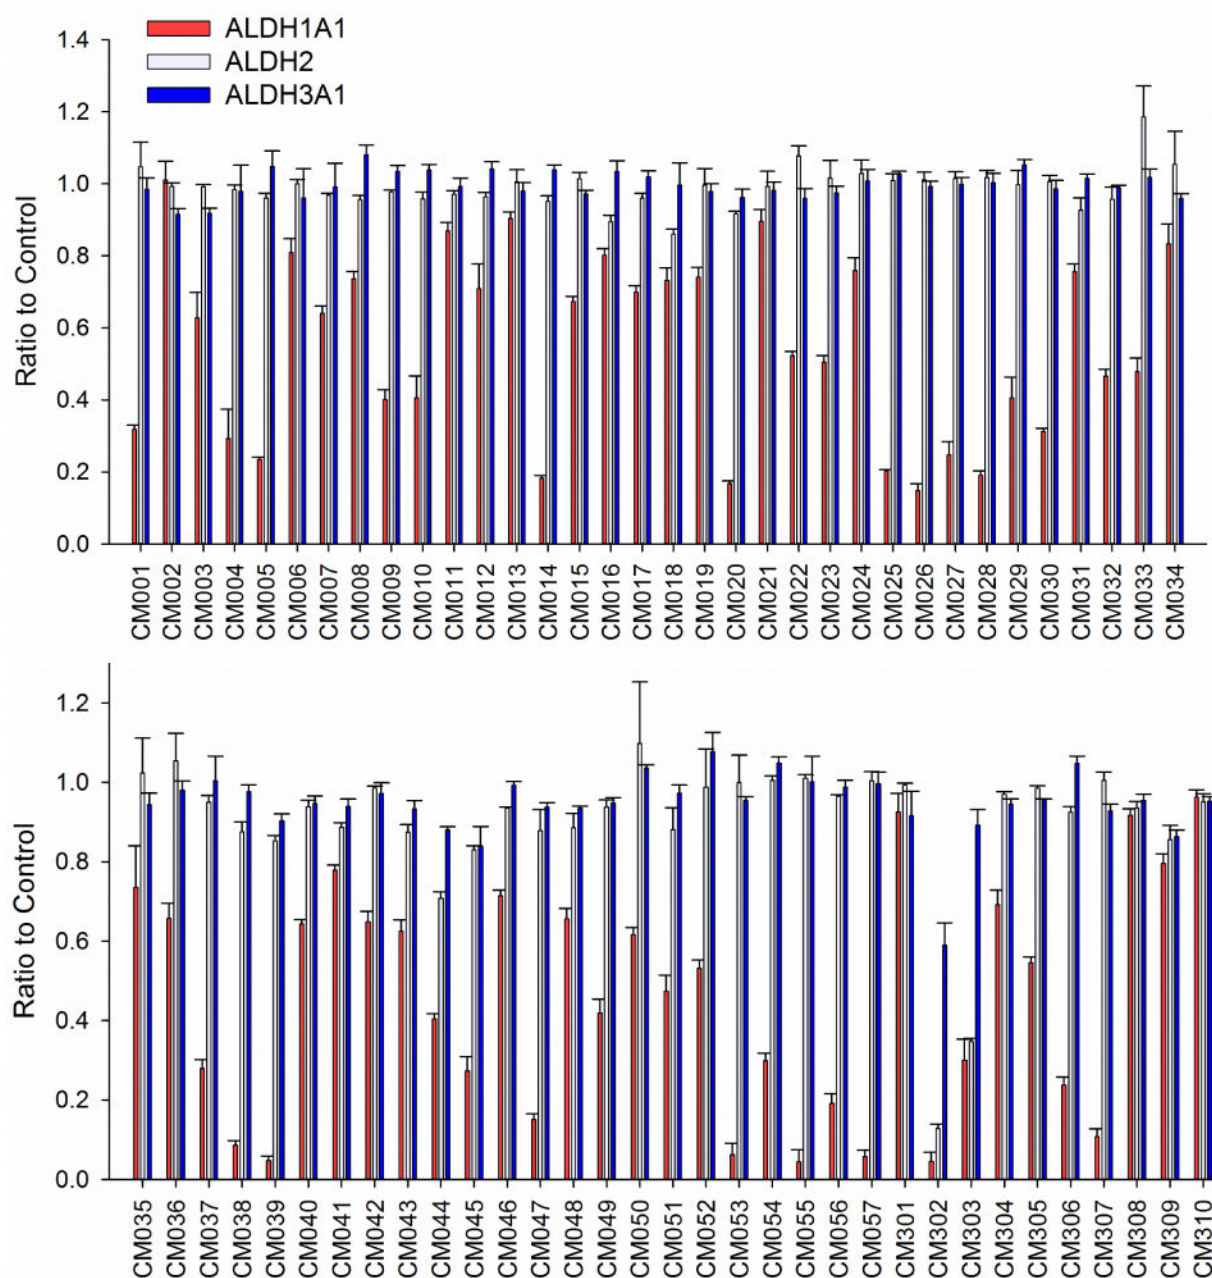 ALDH1A1
ALDH2
ALDH3A1
Ratio to Control
1.4
1.2
1.0
0.8
0.6
0.4
0.2
0.0
CM001 CM002 CM003 CM004 CM005 CM006 CM007 CM008 CM009 CM010 CM011 CM012 CM013 CM014 CM015 CM016 CM017 CM018 CM019 CM020 CM021 CM022 CM023 CM024 CM025 CM026 CM027 CM028 CM029 CM030 CM031 CM032 CM033 CM034
Ratio to Control
1.2
1.0
0.8
0.6
0.4
0.2
0.0
CM035 CM036 CM037 CM038 CM039 CM040 CM041 CM042 CM043 CM044 CM045 CM046 CM047 CM048 CM049 CM050 CM051 CM052 CM053 CM054 CM055 CM056 CM057 CM301 CM302 CM303 CM304 CM305 CM306 CM307 CM308 CM309 CM310